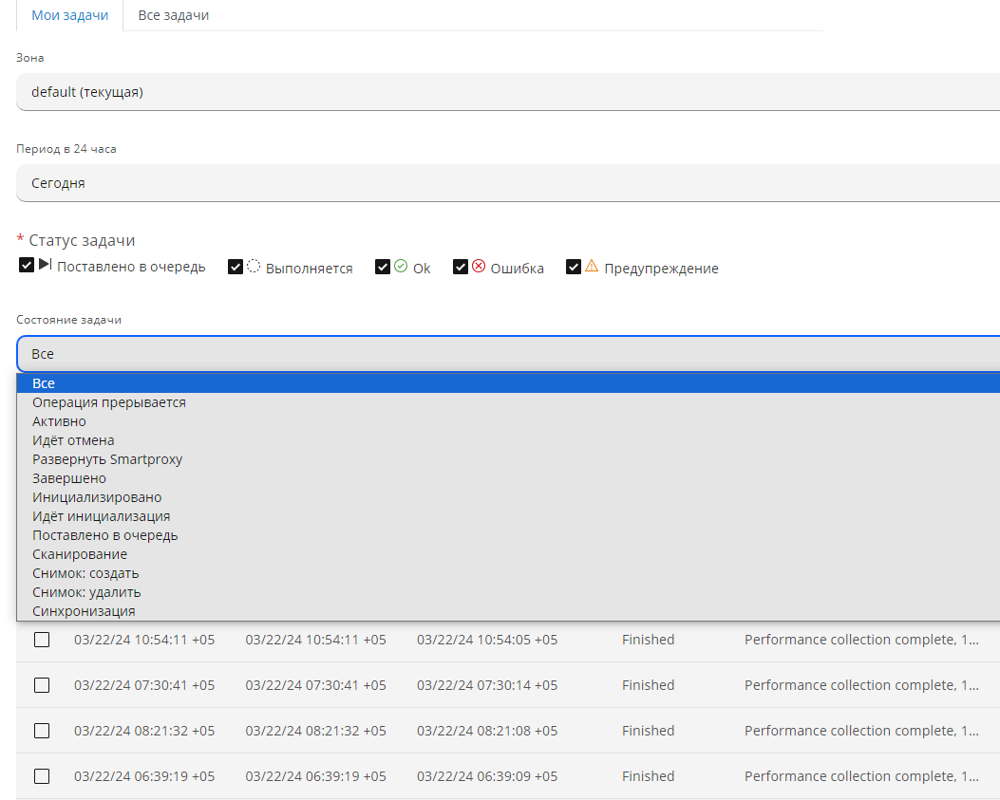 Мои задачи Все задачи
Зона
default (текущая)
Период в 24 часа
Сегодня
* Статус задачи
Поставлено в очередь Выполняется Ok Ошибка Предупреждение
Состояние задачи
Все
Все
Операция прерывается
Активно
Идёт отмена
Развернуть Smartproxy
Завершено
Инициализировано
Идёт инициализация
Поставлено в очередь
Сканирование
Снимок: создать
Снимок: удалить
Синхронизация
03/22/24 10:54:11 +05 03/22/24 10:54:11 +05 03/22/24 10:54:05 +05 Finished Performance collection complete, 1...
03/22/24 07:30:41 +05 03/22/24 07:30:41 +05 03/22/24 07:30:14 +05 Finished Performance collection complete, 1...
03/22/24 08:21:32 +05 03/22/24 08:21:32 +05 03/22/24 08:21:08 +05 Finished Performance collection complete, 1...
03/22/24 06:39:19 +05 03/22/24 06:39:19 +05 03/22/24 06:39:09 +05 Finished Performance collection complete, 1...